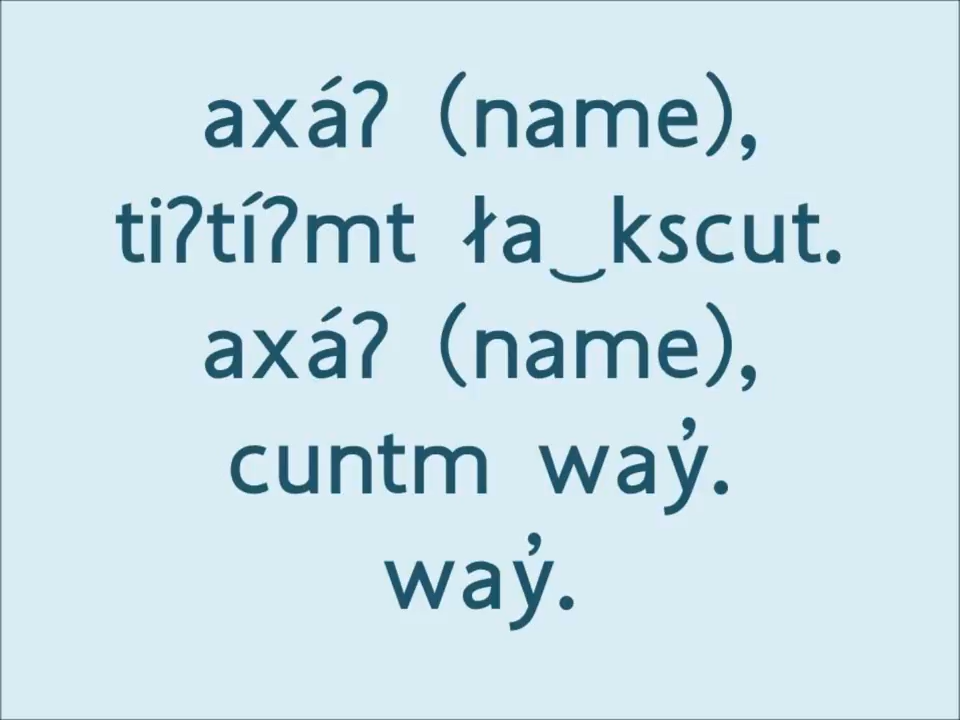 axáʔ (name),
tiʔtíʔmt ła‿kscut.
axáʔ (name),
cuntm way̓.
way̓.